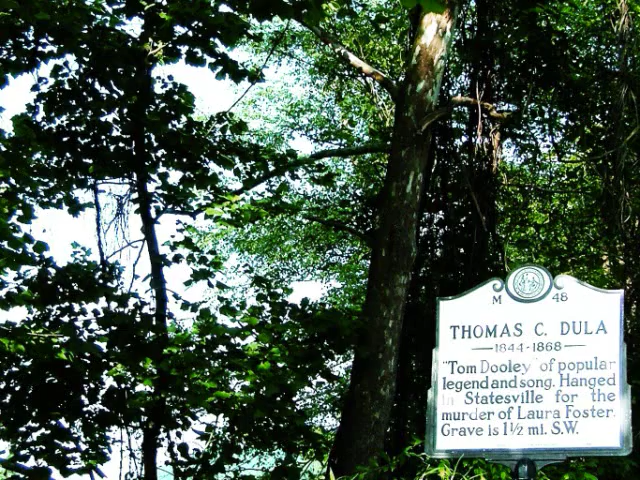 M 48
THOMAS C. DULA
1844-1868
"Tom Dooley" of popular
legend and song. Hanged
in Statesville for the
murder of Laura Foster.
Grave is 1½ mi. S.W.